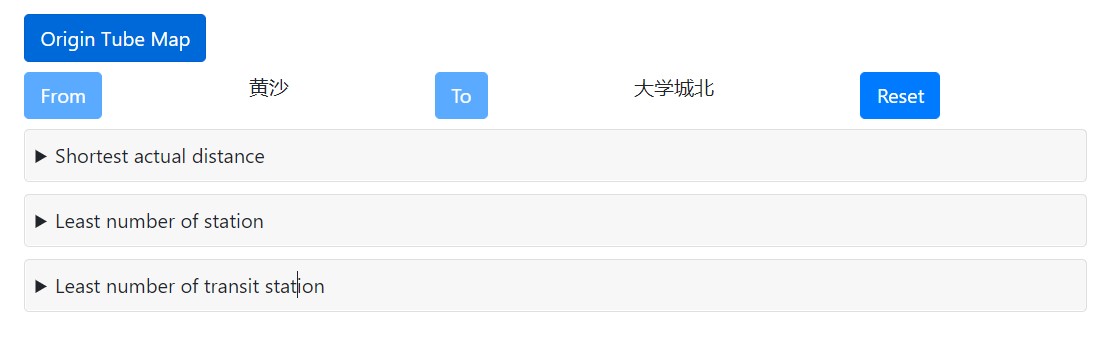 Origin Tube Map
From 黄沙 To 大学城北 Reset
Shortest actual distance
Least number of station
Least number of transit station